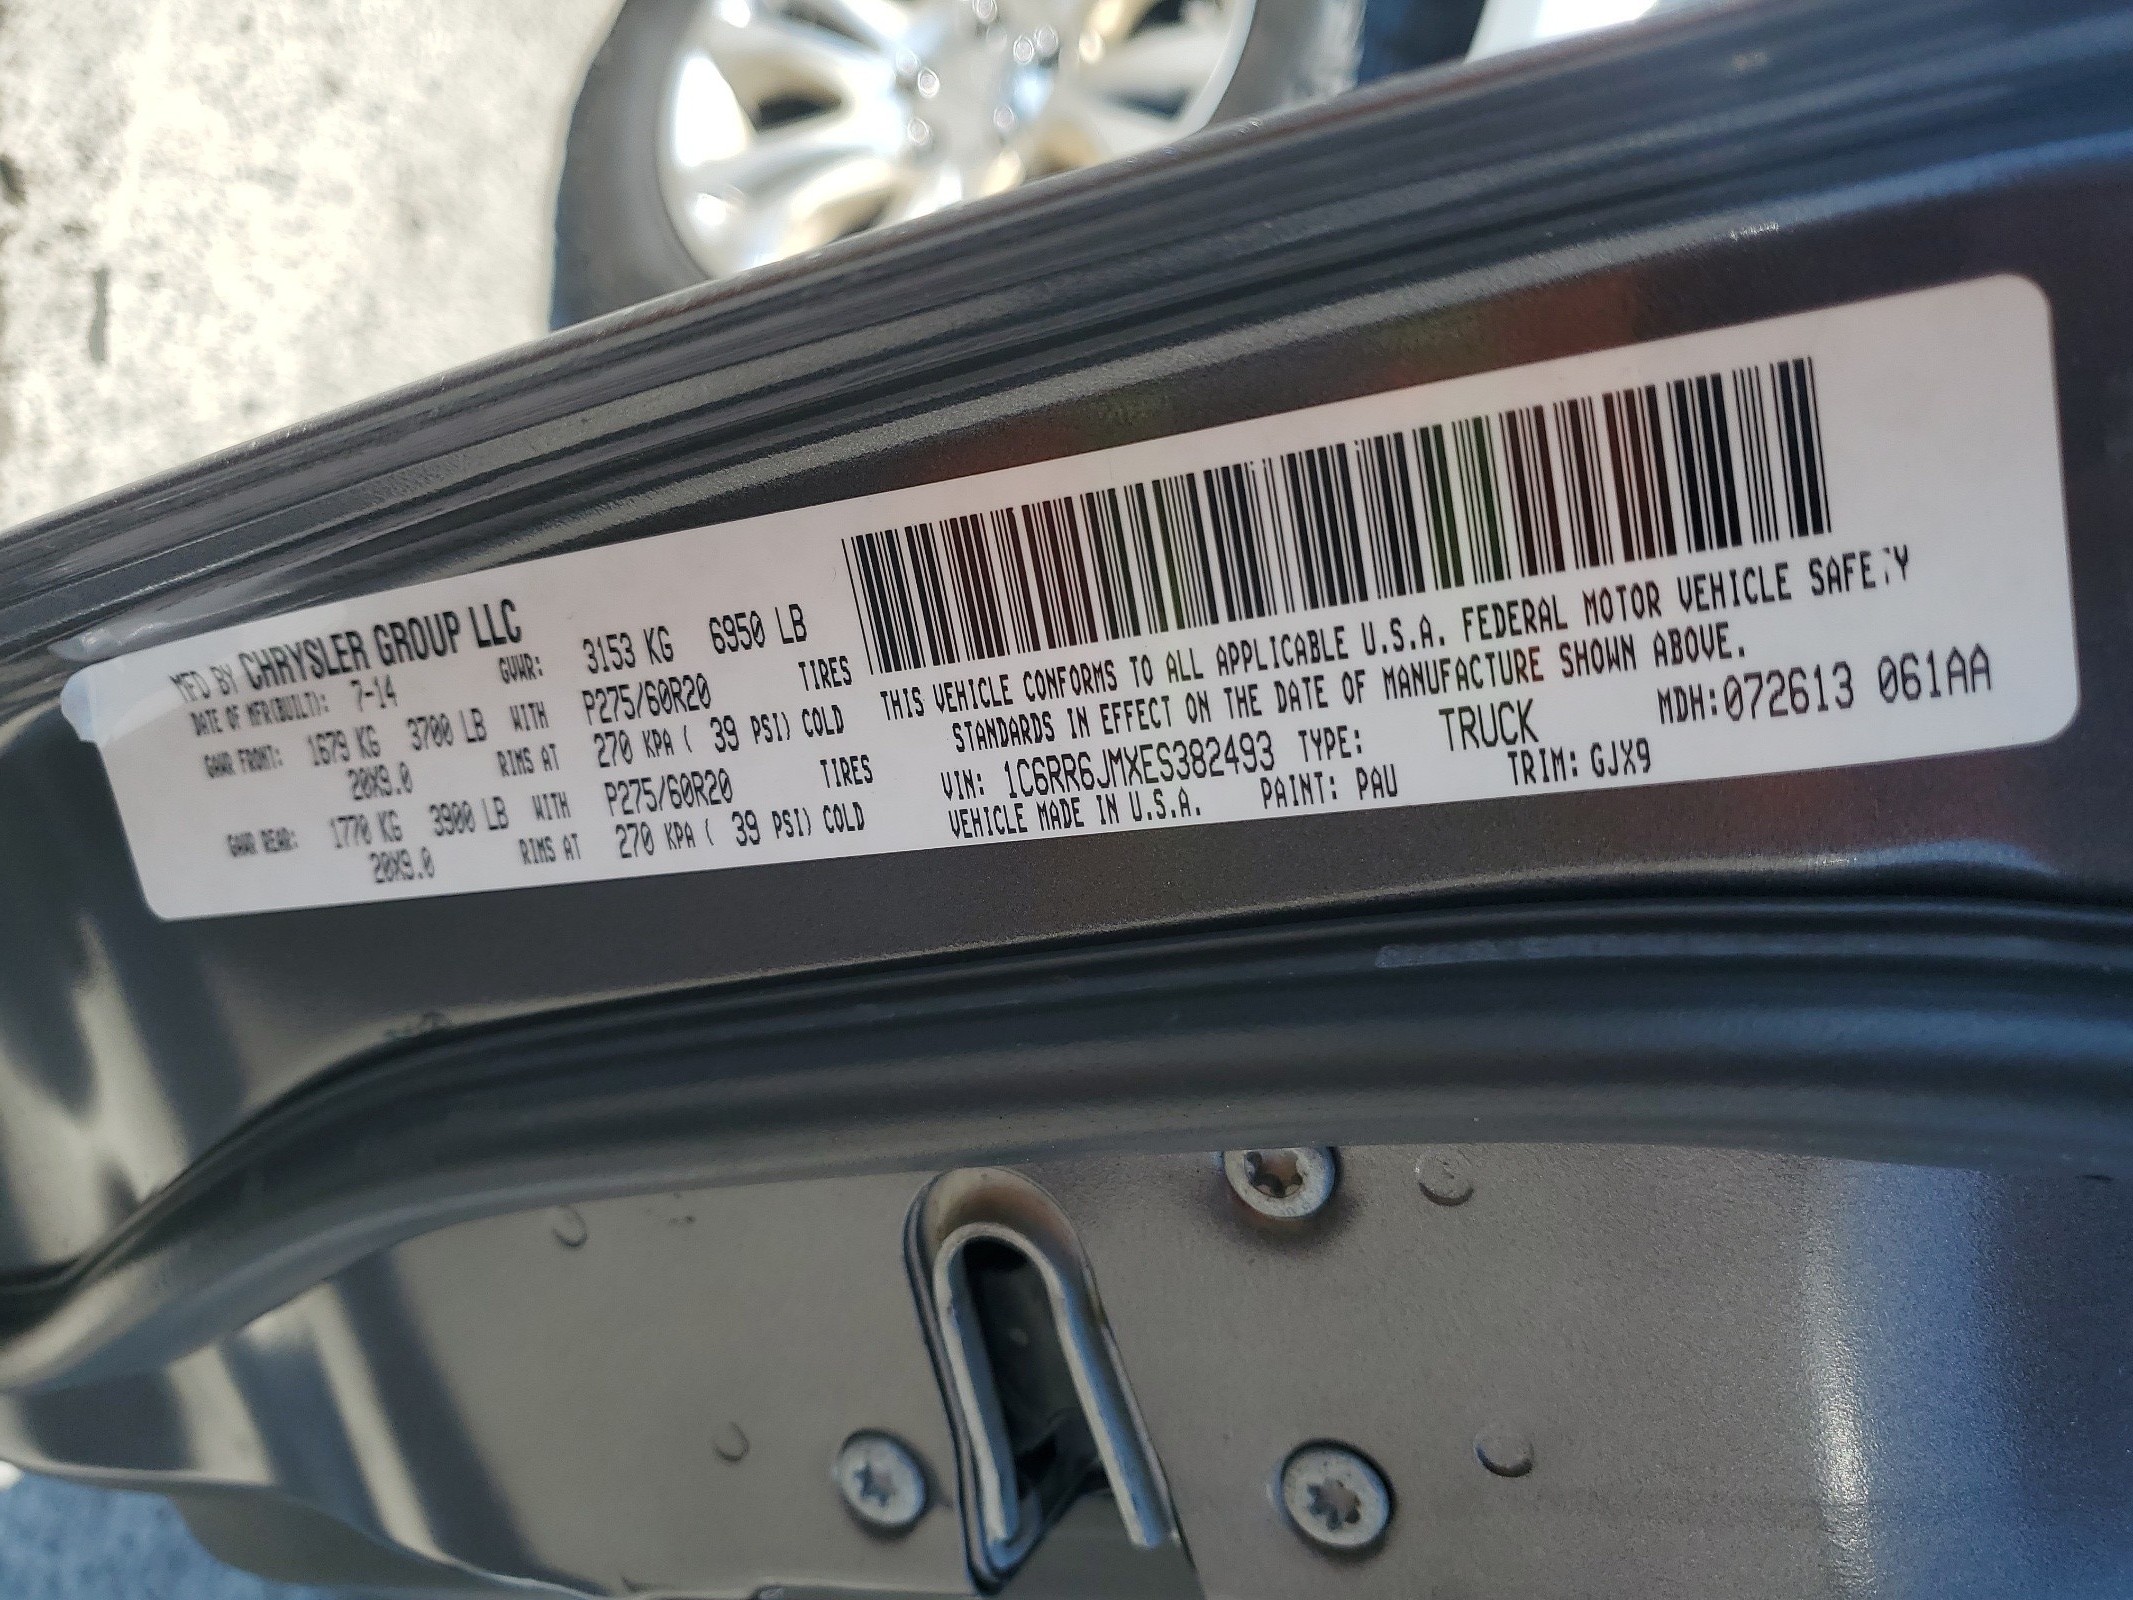 MFD BY CHRYSLER GROUP LLC
DATE OF MFR(BUILT): 7-14 GVWR: 3153 KG 6950 LB
GAWR FRONT: 1679 KG 3700 LB WITH P275/60R20 TIRES
20X9.0 RIMS AT 270 KPA ( 39 PSI) COLD
GAWR REAR: 1770 KG 3900 LB WITH P275/60R20 TIRES
20X9.0 RIMS AT 270 KPA ( 39 PSI) COLD
THIS VEHICLE CONFORMS TO ALL APPLICABLE U.S.A. FEDERAL MOTOR VEHICLE SAFETY
STANDARDS IN EFFECT ON THE DATE OF MANUFACTURE SHOWN ABOVE.
VIN: 1C6RR6JMXES382493 TYPE: TRUCK MDH:072613 061AA
VEHICLE MADE IN U.S.A. PAINT: PAU TRIM: GJX9